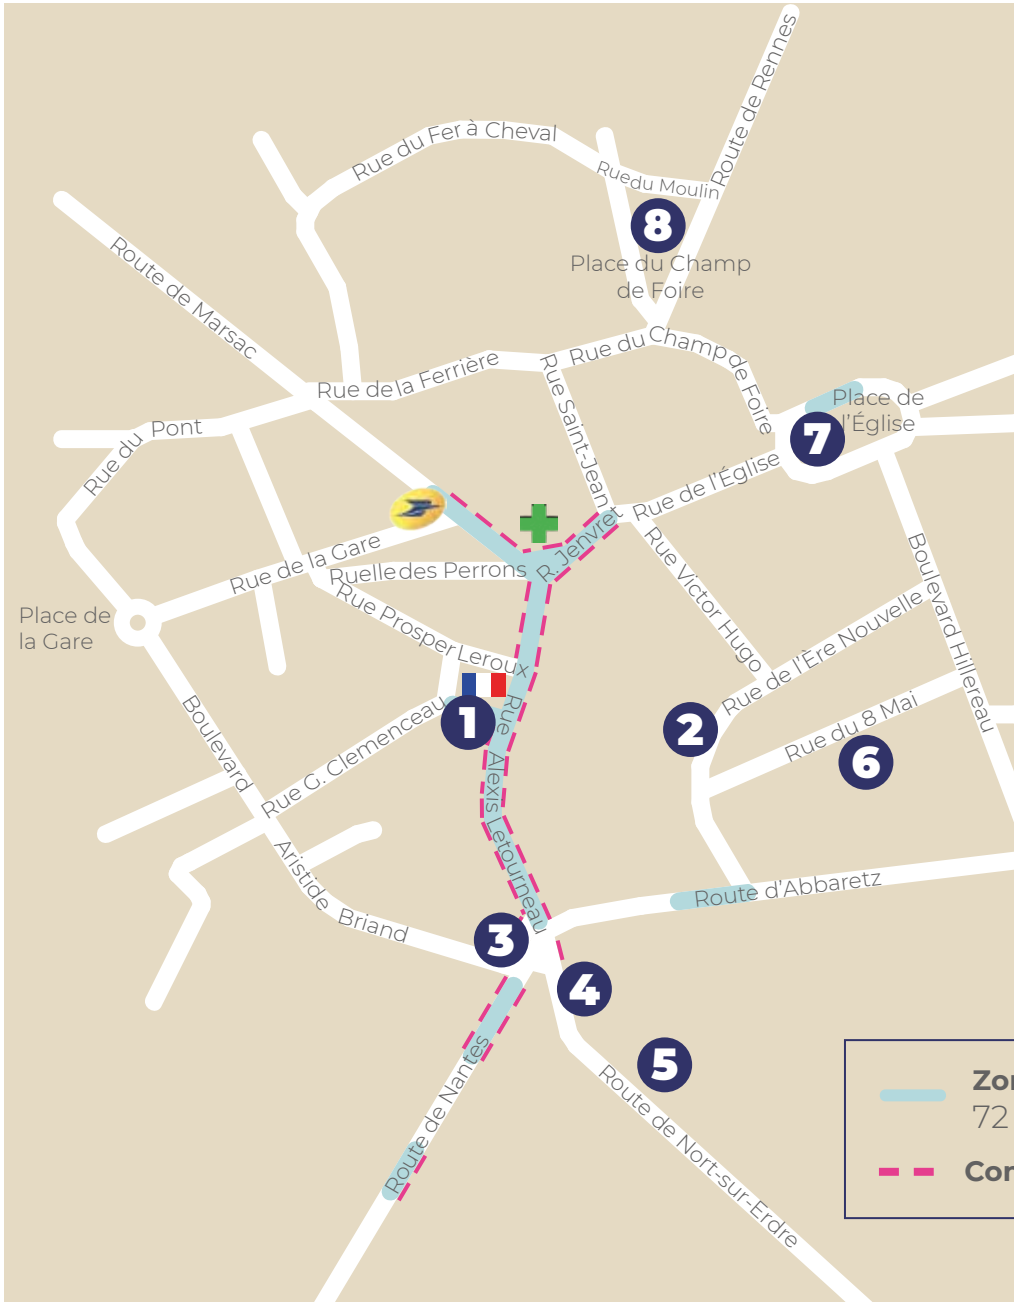 Route de Rennes
Rue du Fer à Cheval
Rue du Moulin
8
Place du Champ
de Foire
Route de Marsac
Rue du Champ de Foire
Rue de la Ferrière
Rue Saint-Jean
Place de
l'Église
7
Rue du Pont
Rue de l'Église
R. Jenvret
Rue de la Gare
Ruelle des Perrons
Rue Victor Hugo
Boulevard Hillereau
Place de
la Gare
Rue Prosper Leroux
Rue de l'Ère Nouvelle
1
2
Rue du 8 Mai
6
Rue G. Clemenceau
Rue Alexis Letourneau
Boulevard Aristide Briand
Route d'Abbaretz
3
4
5
Route de Nantes
Route de Nort-sur-Erdre
72